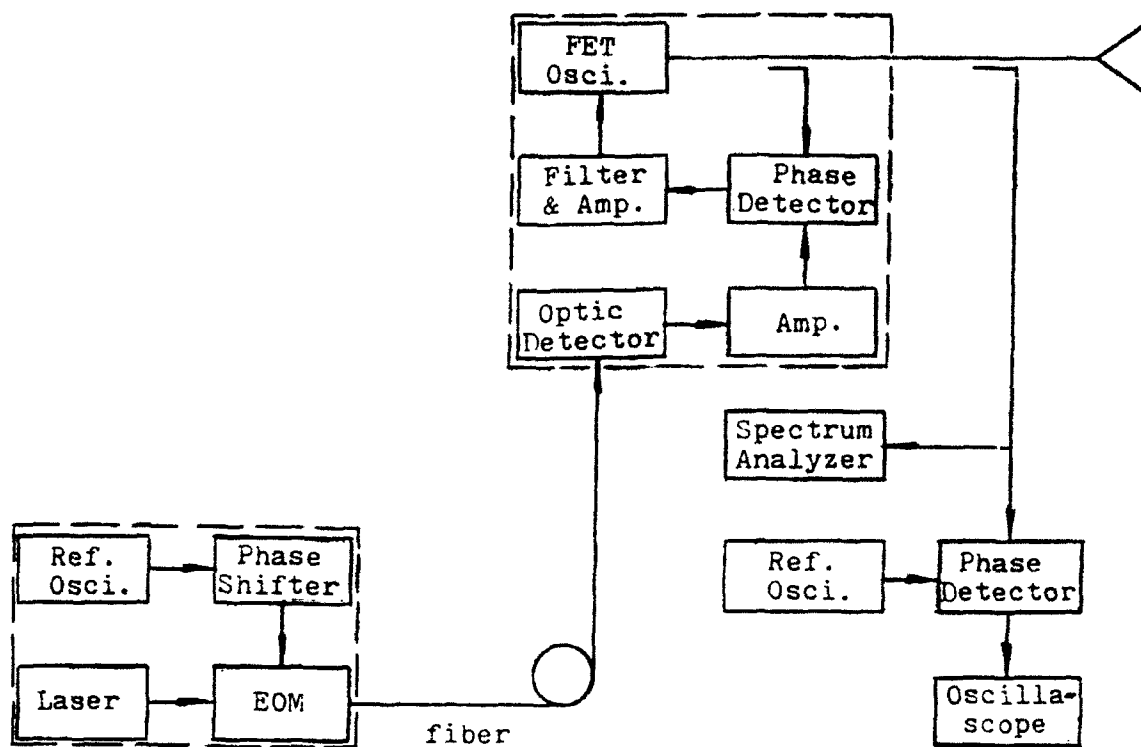 FET
Osci.
Filter
& Amp.
Phase
Detector
Optic
Detector
Amp.
Spectrum
Analyzer
Ref.
Osci.
Phase
Shifter
Ref.
Osci.
Phase
Detector
Laser
EOM
fiber
Oscilla-
scope